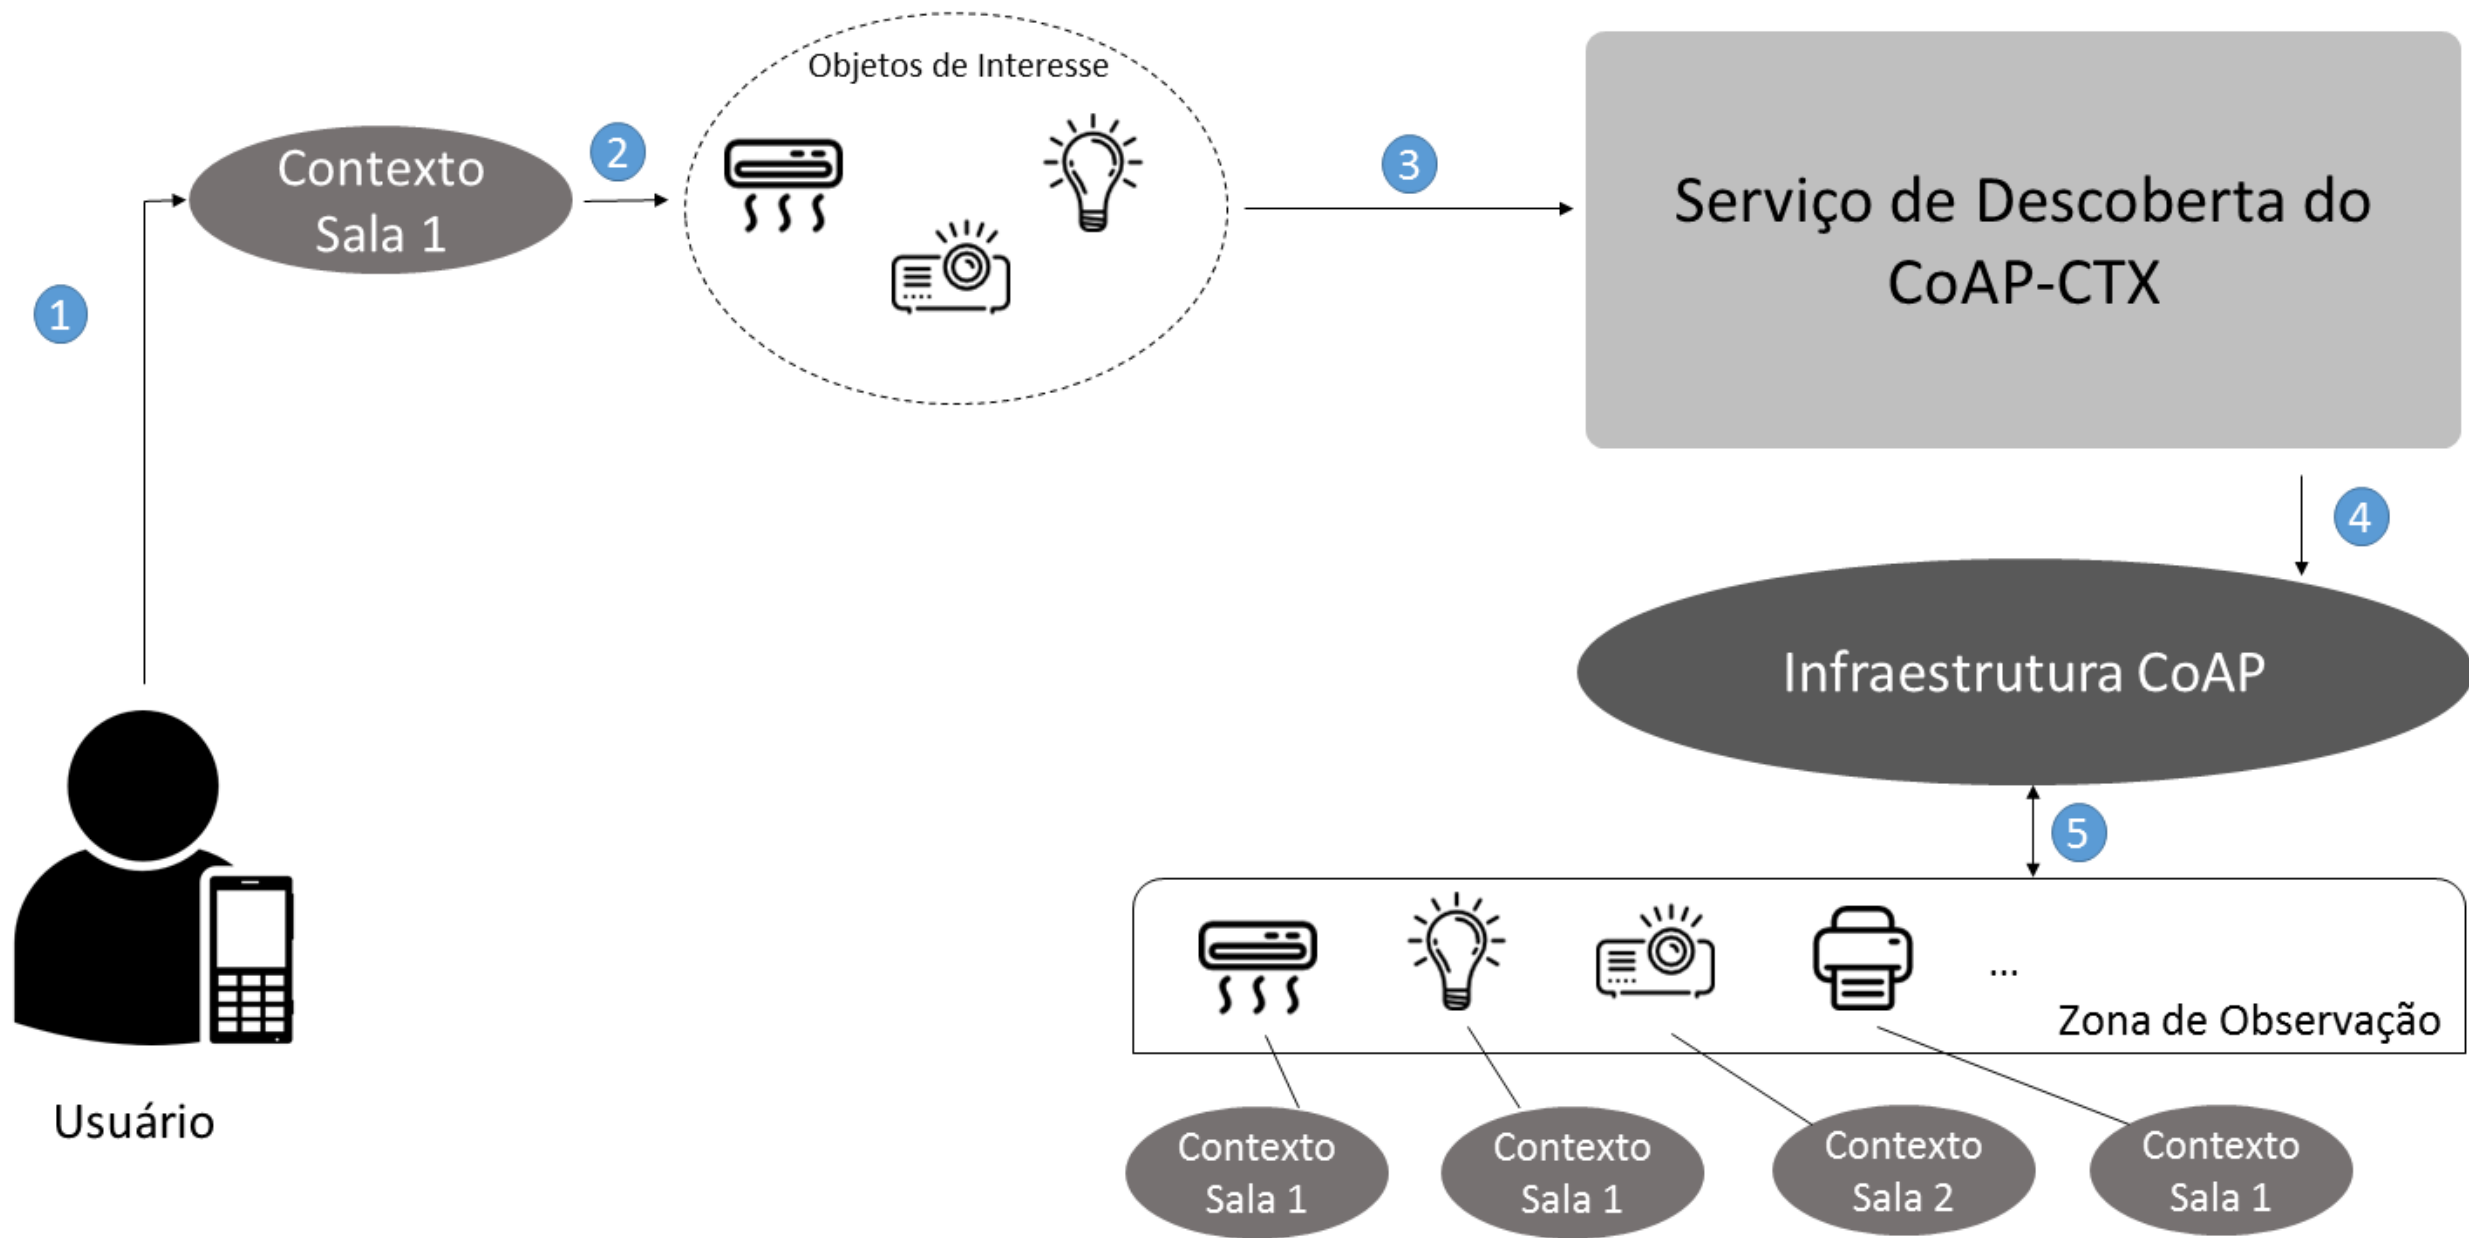 Objetos de Interesse
1
Contexto
Sala 1
2
3
Serviço de Descoberta do
CoAP-CTX
4
Infraestrutura CoAP
5
...
Zona de Observação
Usuário
Contexto
Sala 1
Contexto
Sala 1
Contexto
Sala 2
Contexto
Sala 1